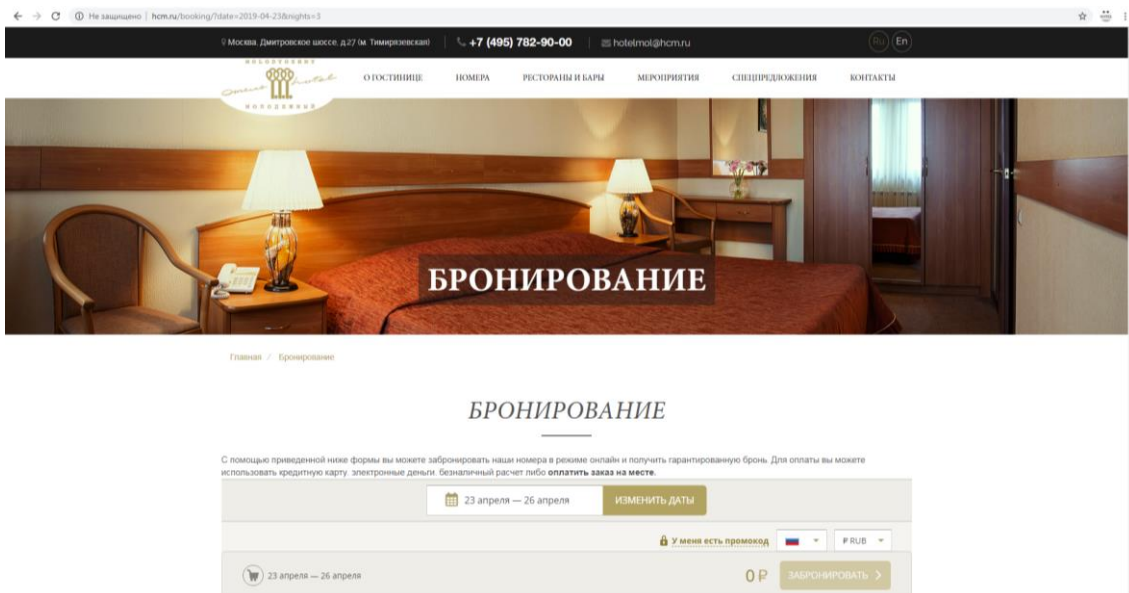 Не защищено | hcm.ru/booking/?date=2019-04-23&nights=3
Москва, Дмитровское шоссе, д.27 (м. Тимирязевская) | +7 (495) 782-90-00 | hotelmol@hcm.ru Ru En
MOLODYOZHNY
отель hotel
МОЛОДЕЖНЫЙ
О ГОСТИНИЦЕ НОМЕРА РЕСТОРАНЫ И БАРЫ МЕРОПРИЯТИЯ СПЕЦПРЕДЛОЖЕНИЯ КОНТАКТЫ
БРОНИРОВАНИЕ
Главная / Бронирование
БРОНИРОВАНИЕ
С помощью приведенной ниже формы вы можете забронировать наши номера в режиме онлайн и получить гарантированную бронь. Для оплаты вы можете
использовать кредитную карту, электронные деньги, безналичный расчет либо оплатить заказ на месте.
23 апреля — 26 апреля ИЗМЕНИТЬ ДАТЫ
У меня есть промокод ₽ RUB
23 апреля — 26 апреля 0 ₽ ЗАБРОНИРОВАТЬ